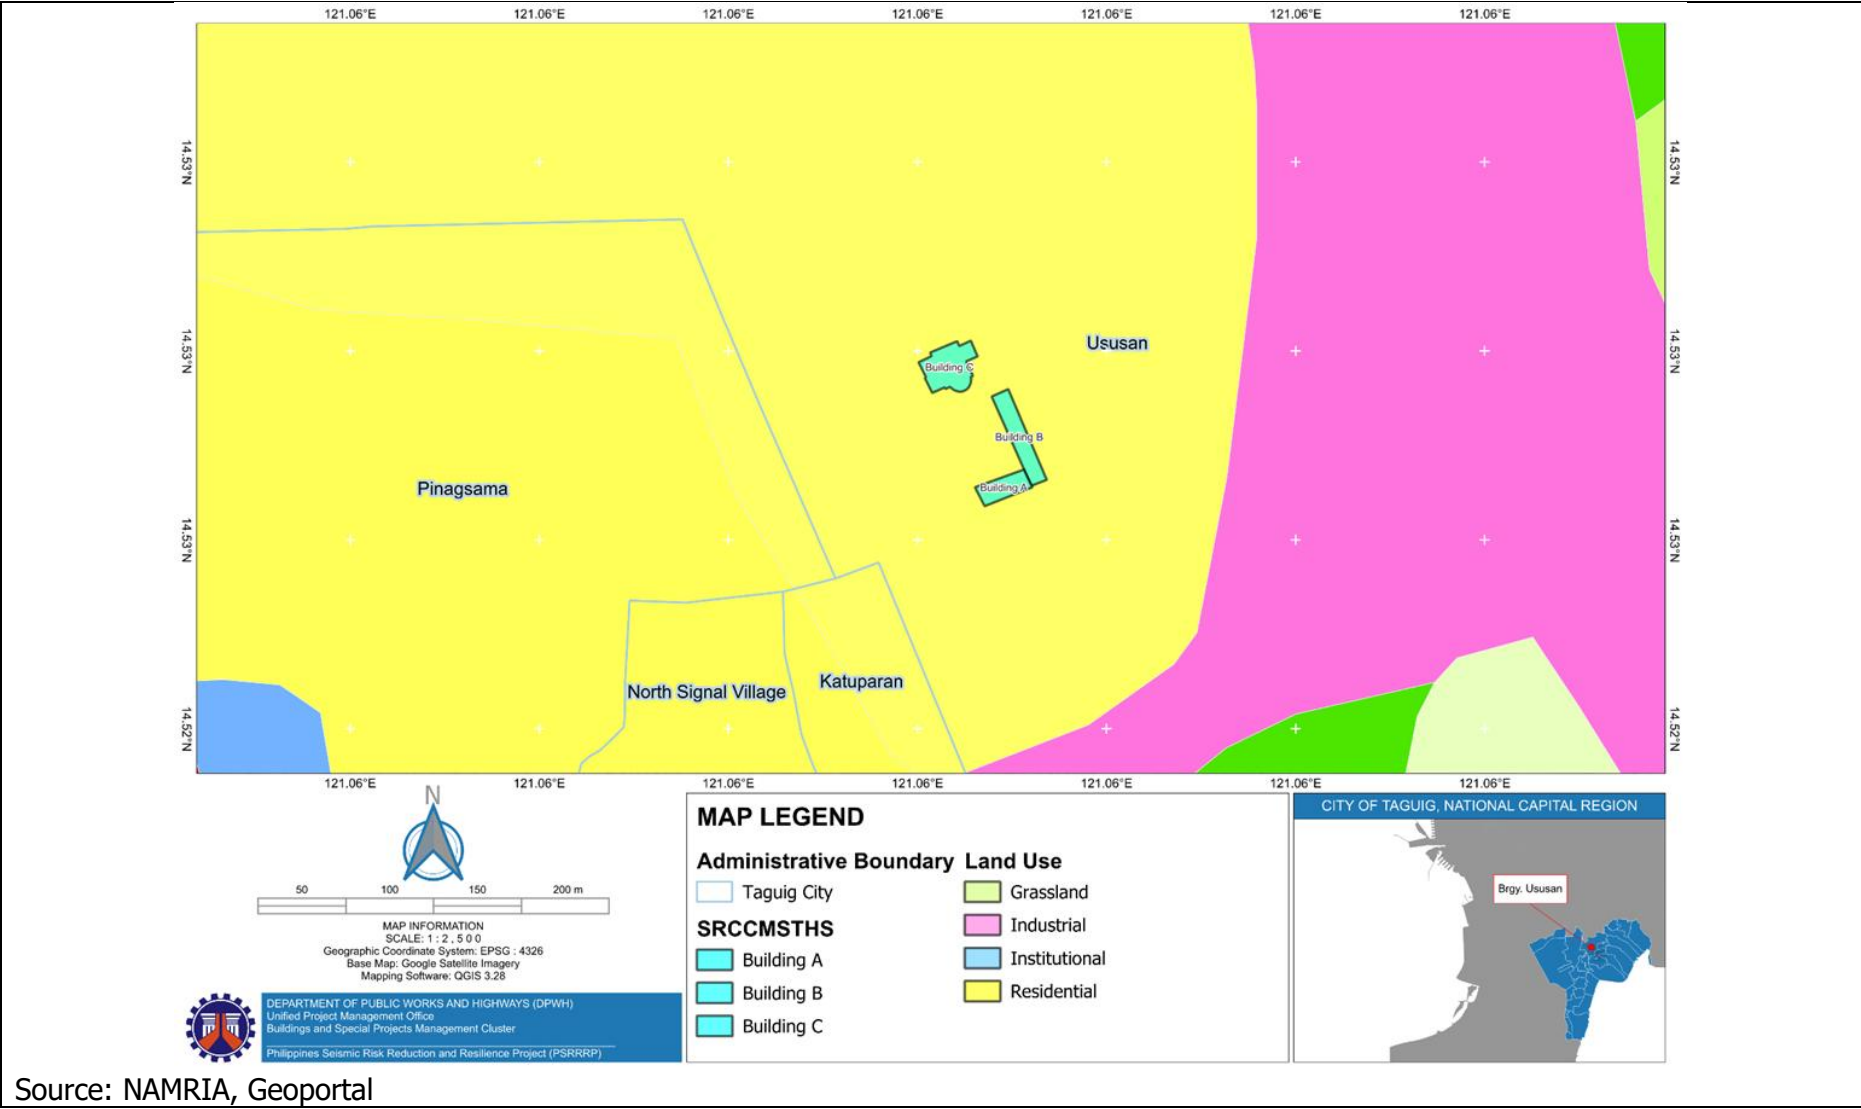 121.06°E 121.06°E 121.06°E 121.06°E 121.06°E 121.06°E 121.06°E
14.53°N 14.53°N
14.53°N 14.53°N
14.53°N 14.53°N
14.52°N 14.52°N
Ususan
Building C
Building B
Building A
Pinagsama
Katuparan
North Signal Village
121.06°E 121.06°E 121.06°E 121.06°E 121.06°E 121.06°E 121.06°E
N
50 100 150 200 m
MAP INFORMATION
SCALE: 1 : 2 , 5 0 0
Geographic Coordinate System: EPSG : 4326
Base Map: Google Satellite Imagery
Mapping Software: QGIS 3.28
DEPARTMENT OF PUBLIC WORKS AND HIGHWAYS (DPWH)
Unified Project Management Office
Buildings and Special Projects Management Cluster
Philippines Seismic Risk Reduction and Resilience Project (PSRRRP)
MAP LEGEND
Administrative Boundary
Taguig City
SRCCMSTHS
Building A
Building B
Building C
Land Use
Grassland
Industrial
Institutional
Residential
CITY OF TAGUIG, NATIONAL CAPITAL REGION
Brgy. Ususan
Source: NAMRIA, Geoportal